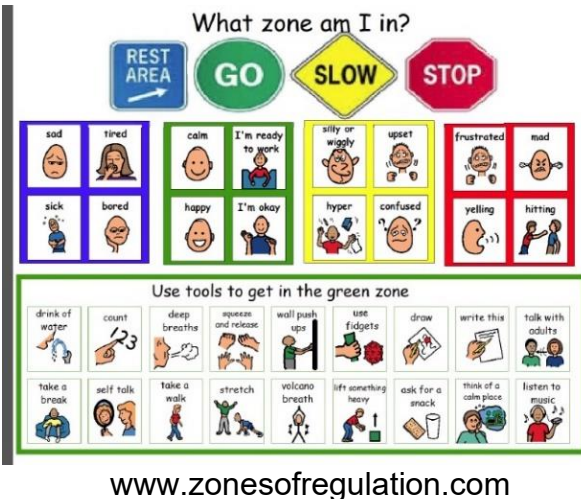 What zone am I in?
REST
AREA
GO
SLOW
STOP
sad
tired
sick
bored
calm
I'm ready
to work
happy
I'm okay
silly or
wiggly
upset
hyper
confused
frustrated
mad
yelling
hitting
Use tools to get in the green zone
drink of
water
count
123
deep
breaths
squeeze
and release
wall push
ups
use
fidgets
draw
write this
talk with
adults
take a
break
self talk
take a
walk
stretch
volcano
breath
lift something
heavy
ask for a
snack
think of a
calm place
listen to
music
www.zonesofregulation.com